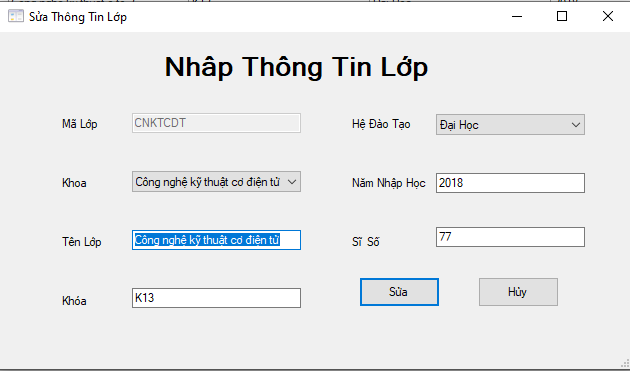 Sửa Thông Tin Lớp
Nhập Thông Tin Lớp
Mã Lớp CNKTCDT Hệ Đào Tạo Đại Học
Khoa Công nghệ kỹ thuật cơ điện tử Năm Nhập Học 2018
Tên Lớp Công nghệ kỹ thuật cơ điện tử Sĩ Số 77
Khóa K13 Sửa Hủy